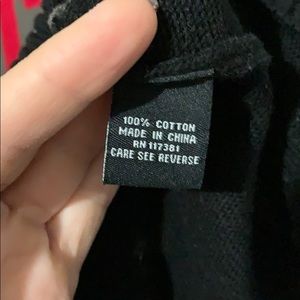 100% COTTON
MADE IN CHINA
RN 117381
CARE SEE REVERSE